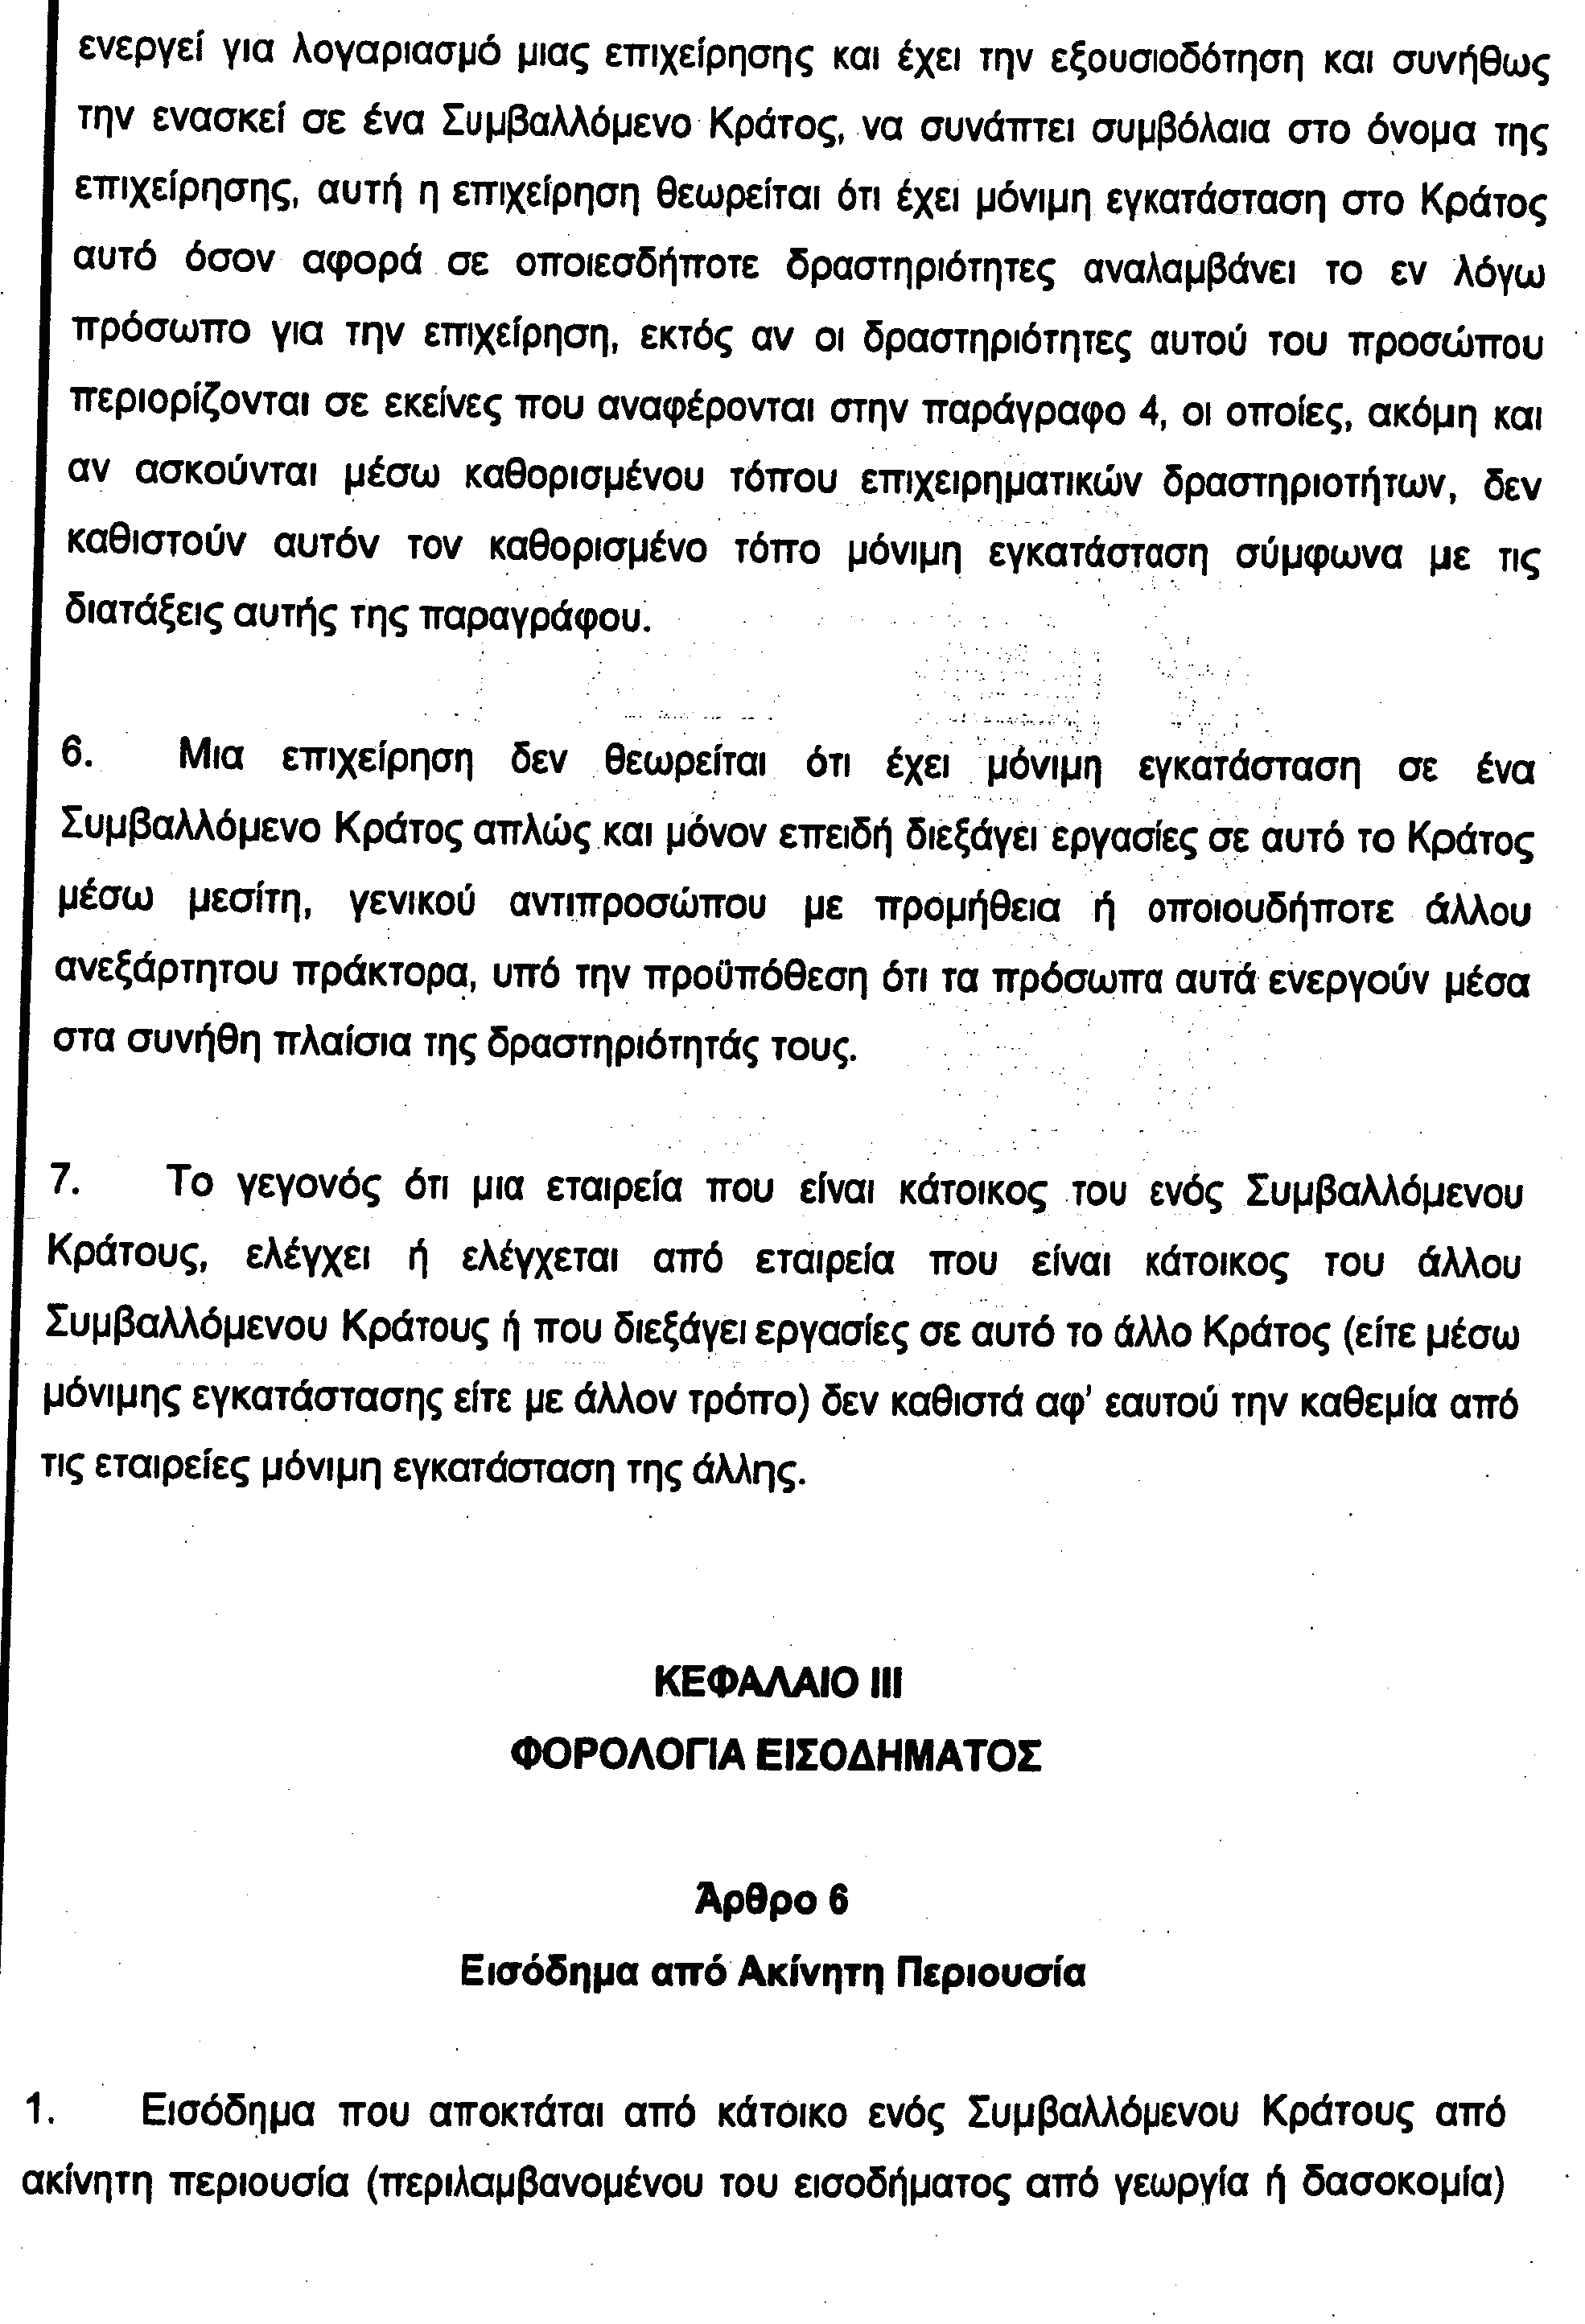 ενεργεί για λογαριασμό μιας επιχείρησης και έχει την εξουσιοδότηση και συνήθως
την ενασκεί σε ένα Συμβαλλόμενο Κράτος, να συνάπτει συμβόλαια στο όνομα της
επιχείρησης, αυτή η επιχείρηση θεωρείται ότι έχει μόνιμη εγκατάσταση στο Κράτος
αυτό όσον αφορά σε οποιεσδήποτε δραστηριότητες αναλαμβάνει το εν λόγω
πρόσωπο για την επιχείρηση, εκτός αν οι δραστηριότητες αυτού του προσώπου
περιορίζονται σε εκείνες που αναφέρονται στην παράγραφο 4, οι οποίες, ακόμη και
αν ασκούνται μέσω καθορισμένου τόπου επιχειρηματικών δραστηριοτήτων, δεν
καθιστούν αυτόν τον καθορισμένο τόπο μόνιμη εγκατάσταση σύμφωνα με τις
διατάξεις αυτής της παραγράφου.
6. Μια επιχείρηση δεν θεωρείται ότι έχει μόνιμη εγκατάσταση σε ένα
Συμβαλλόμενο Κράτος απλώς και μόνον επειδή διεξάγει εργασίες σε αυτό το Κράτος
μέσω μεσίτη, γενικού αντιπροσώπου με προμήθεια ή οποιουδήποτε άλλου
ανεξάρτητου πράκτορα, υπό την προϋπόθεση ότι τα πρόσωπα αυτά ενεργούν μέσα
στα συνήθη πλαίσια της δραστηριότητάς τους.
7. Το γεγονός ότι μια εταιρεία που είναι κάτοικος του ενός Συμβαλλόμενου
Κράτους, ελέγχει ή ελέγχεται από εταιρεία που είναι κάτοικος του άλλου
Συμβαλλόμενου Κράτους ή που διεξάγει εργασίες σε αυτό το άλλο Κράτος (είτε μέσω
μόνιμης εγκατάστασης είτε με άλλον τρόπο) δεν καθιστά αφ' εαυτού την καθεμία από
τις εταιρείες μόνιμη εγκατάσταση της άλλης.
ΚΕΦΑΛΑΙΟ III
ΦΟΡΟΛΟΓΙΑ ΕΙΣΟΔΗΜΑΤΟΣ
Άρθρο 6
Εισόδημα από Ακίνητη Περιουσία
1. Εισόδημα που αποκτάται από κάτοικο ενός Συμβαλλόμενου Κράτους από
ακίνητη περιουσία (περιλαμβανομένου του εισοδήματος από γεωργία ή δασοκομία)